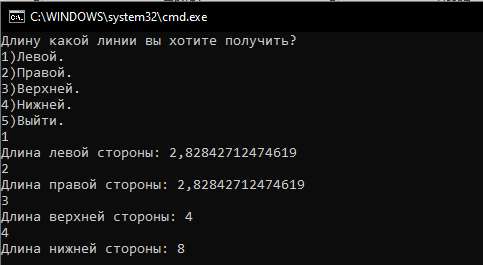 C:\WINDOWS\system32\cmd.exe
Длину какой линии вы хотите получить?
1)Левой.
2)Правой.
3)Верхней.
4)Нижней.
5)Выйти.
1
Длина левой стороны: 2,82842712474619
2
Длина правой стороны: 2,82842712474619
3
Длина верхней стороны: 4
4
Длина нижней стороны: 8